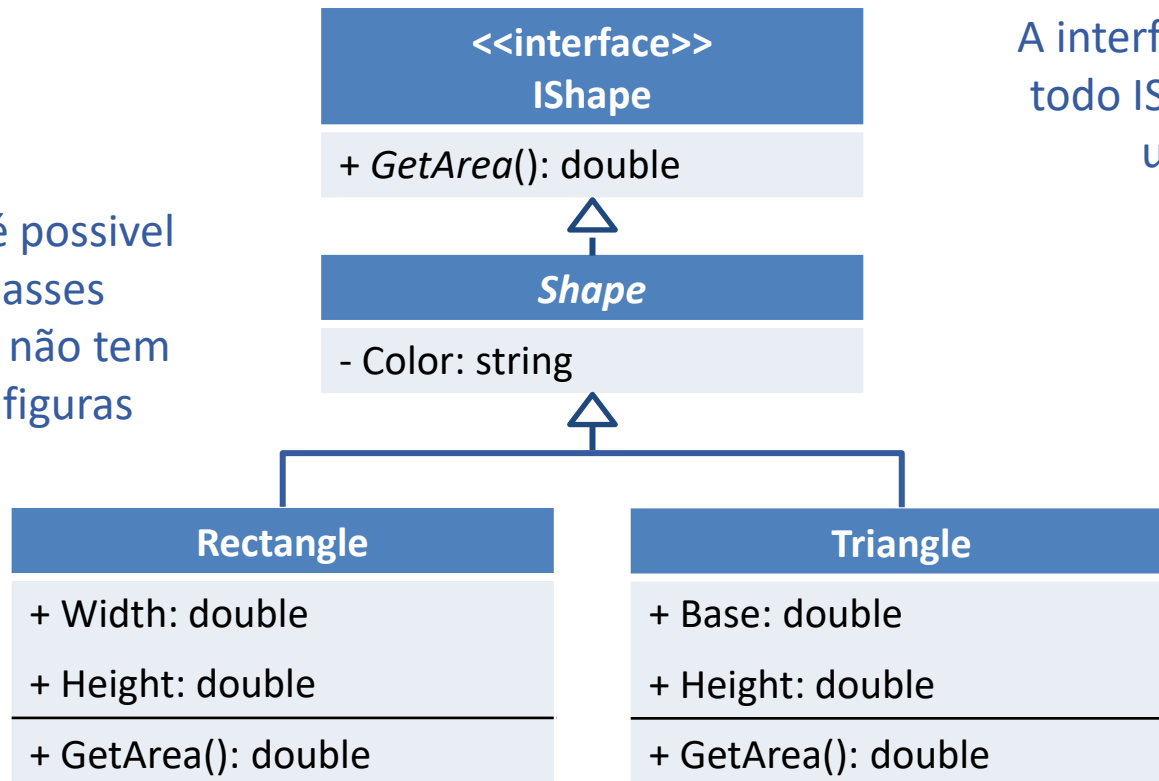 <<interface>>
IShape
+ GetArea(): double
A interf
todo IS
u
é possivel
asses
não tem
figuras
Shape
- Color: string
Rectangle
+ Width: double
+ Height: double
+ GetArea(): double
Triangle
+ Base: double
+ Height: double
+ GetArea(): double